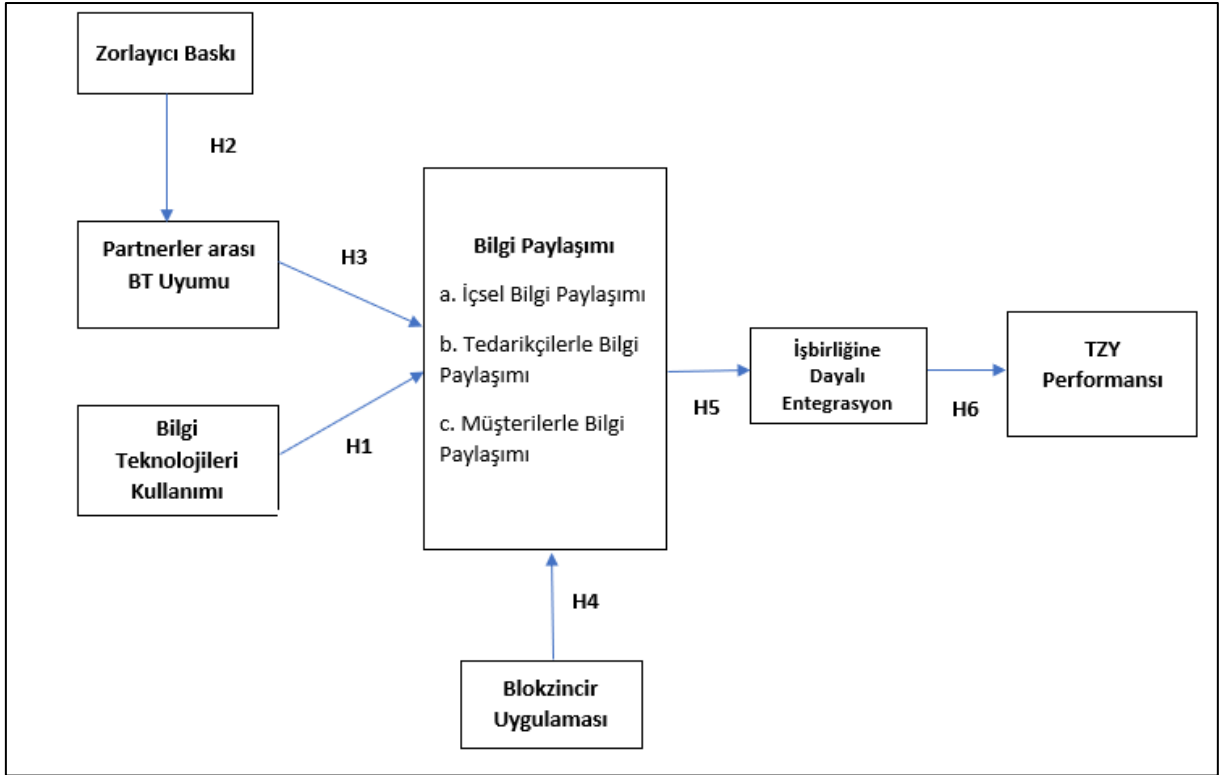 Zorlayıcı Baskı
H2
Partnerler arası
BT Uyumu
H3
Bilgi
Teknolojileri
Kullanımı
H1
Bilgi Paylaşımı
a. İçsel Bilgi Paylaşımı
b. Tedarikçilerle Bilgi
Paylaşımı
c. Müşterilerle Bilgi
Paylaşımı
H4
Blokzincir
Uygulaması
H5
İşbirliğine
Dayalı
Entegrasyon
H6
TZY
Performansı